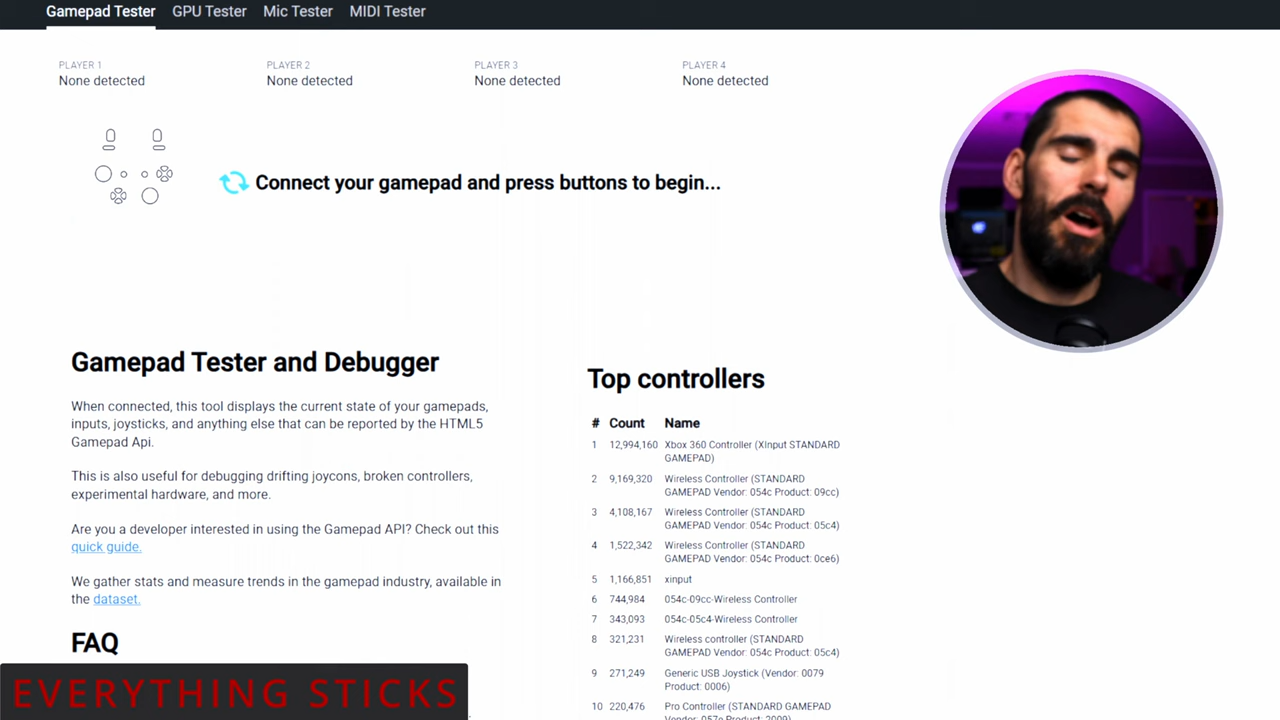 Gamepad Tester GPU Tester Mic Tester MIDI Tester
PLAYER 1 PLAYER 2 PLAYER 3 PLAYER 4
None detected None detected None detected None detected
Connect your gamepad and press buttons to begin...
Gamepad Tester and Debugger
When connected, this tool displays the current state of your gamepads,
inputs, joysticks, and anything else that can be reported by the HTML5
Gamepad Api.
This is also useful for debugging drifting joycons, broken controllers,
experimental hardware, and more.
Are you a developer interested in using the Gamepad API? Check out this
quick guide.
We gather stats and measure trends in the gamepad industry, available in
the dataset.
FAQ
Top controllers
# Count Name
1 12,994,160 Xbox 360 Controller (XInput STANDARD
GAMEPAD)
2 9,169,320 Wireless Controller (STANDARD
GAMEPAD Vendor: 054c Product: 09cc)
3 4,108,167 Wireless Controller (STANDARD
GAMEPAD Vendor: 054c Product: 05c4)
4 1,522,342 Wireless Controller (STANDARD
GAMEPAD Vendor: 054c Product: 0ce6)
5 1,166,851 xinput
6 744,984 054c-09cc-Wireless Controller
7 343,093 054c-05c4-Wireless Controller
8 321,231 Wireless controller (STANDARD
GAMEPAD Vendor: 054c Product: 05c4)
9 271,249 Generic USB Joystick (Vendor: 0079
Product: 0006)
10 220,476 Pro Controller (STANDARD GAMEPAD
Vendor: 057e Product: 2009)
EVERYTHING STICKS